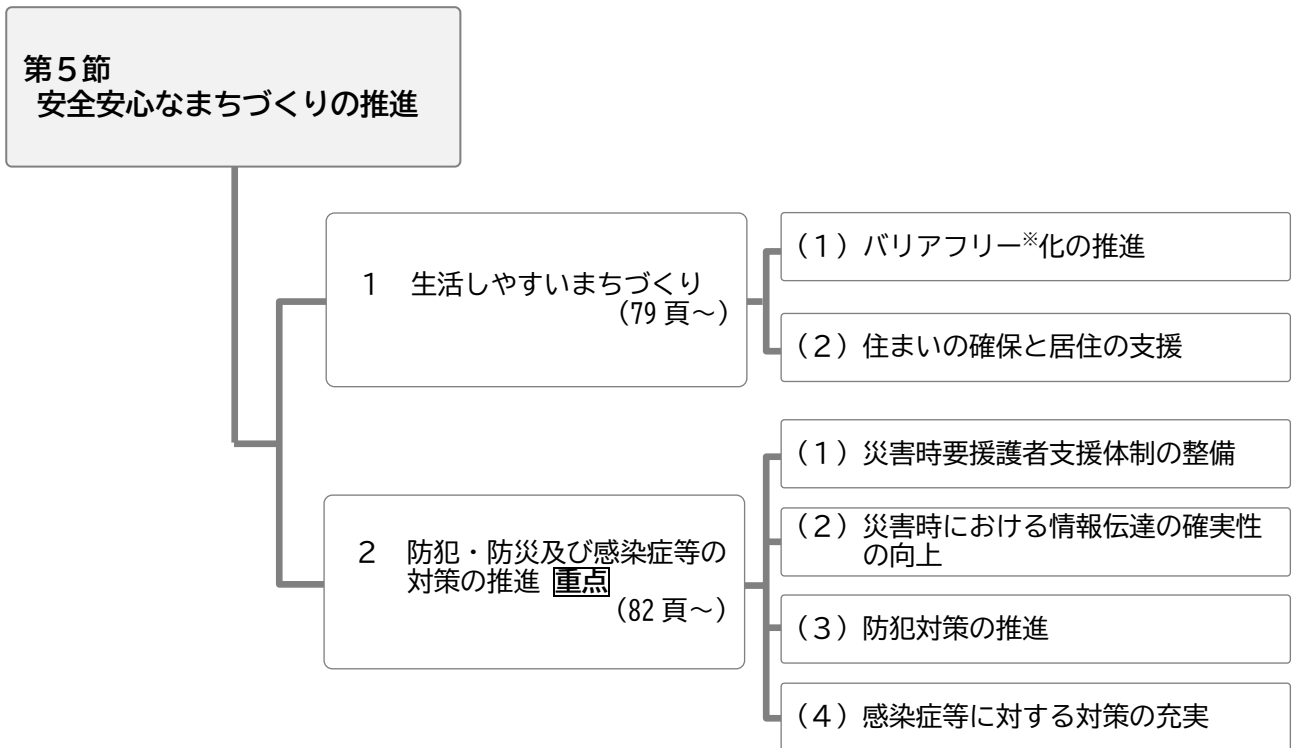 第５節
安全安心なまちづくりの推進
１　生活しやすいまちづくり
（79 頁～）
（１）バリアフリー※化の推進
（２）住まいの確保と居住の支援
２　防犯・防災及び感染症等の
対策の推進 重点
（82 頁～）
（１）災害時要援護者支援体制の整備
（２）災害時における情報伝達の確実性
の向上
（３）防犯対策の推進
（４）感染症等に対する対策の充実